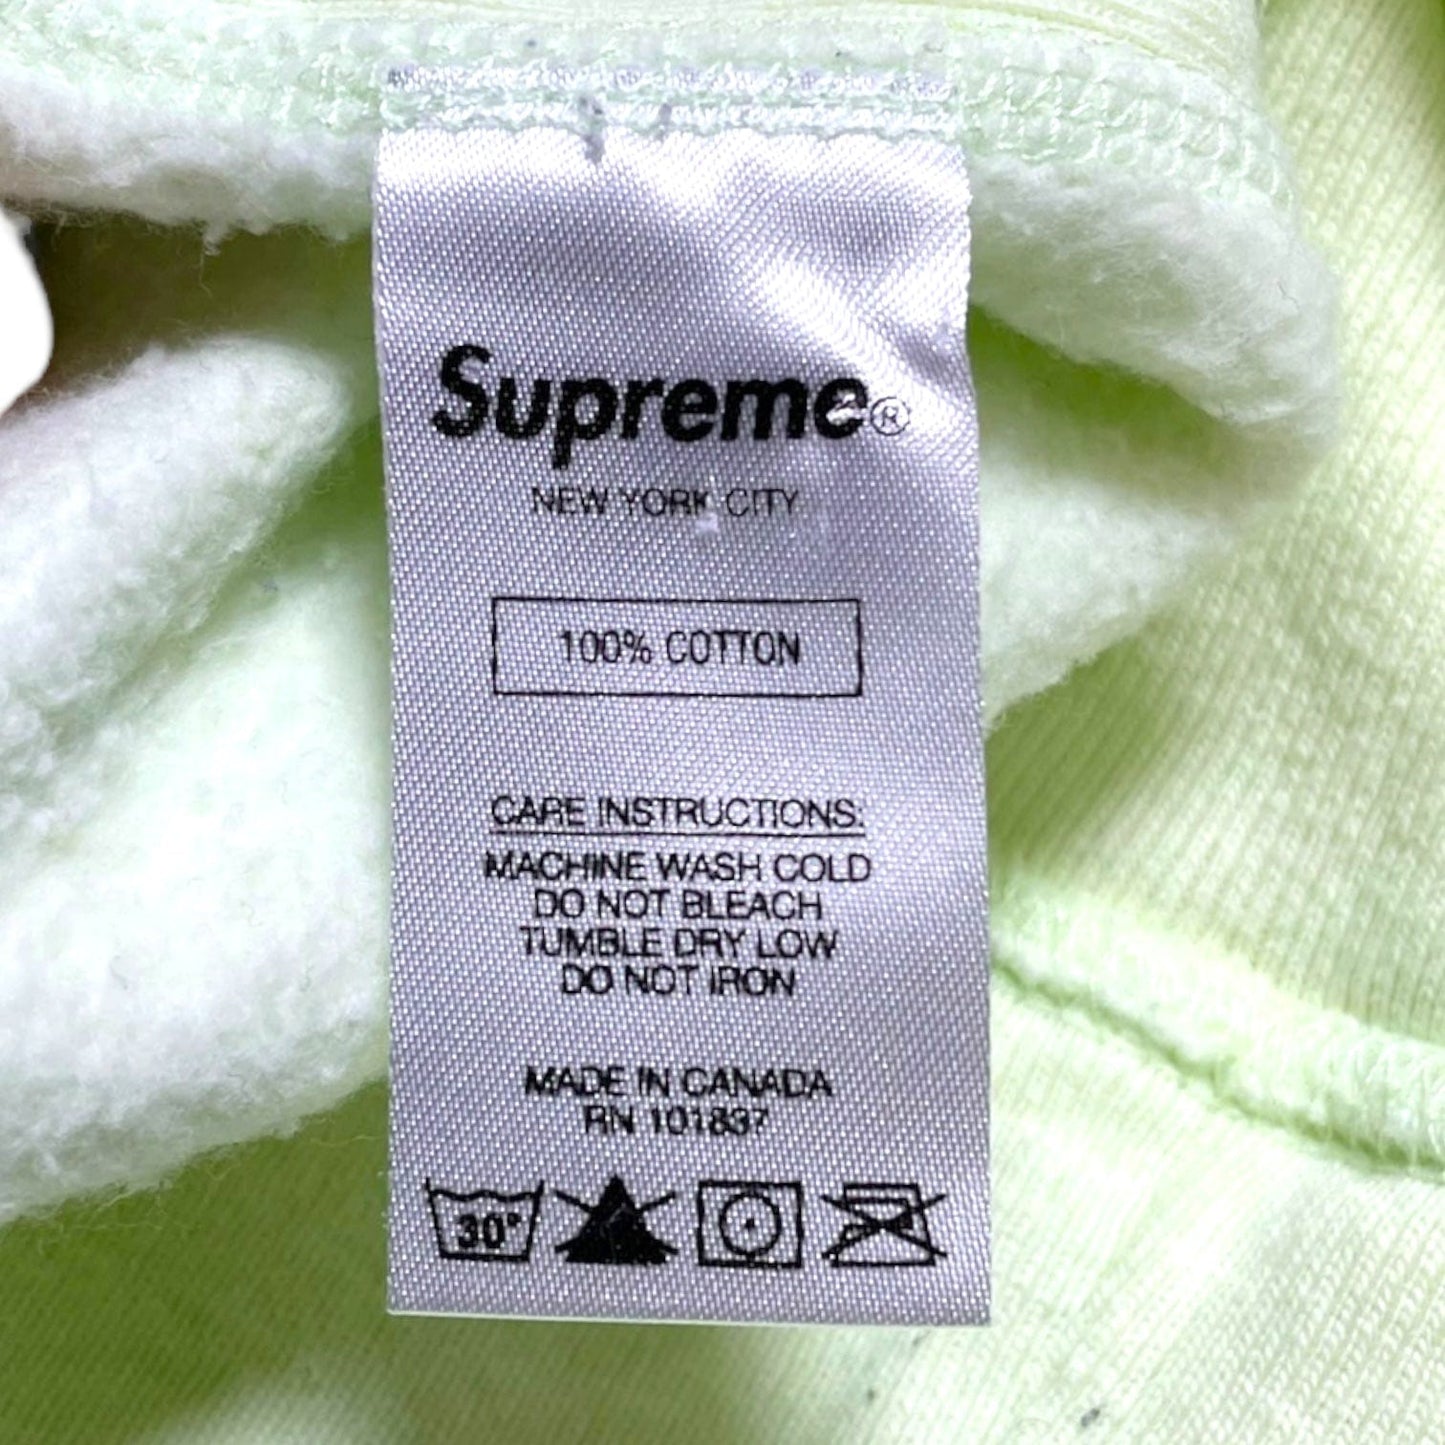 Supreme®
NEW YORK CITY
100% COTTON
CARE INSTRUCTIONS:
MACHINE WASH COLD
DO NOT BLEACH
TUMBLE DRY LOW
DO NOT IRON
MADE IN CANADA
RN 101837
30°